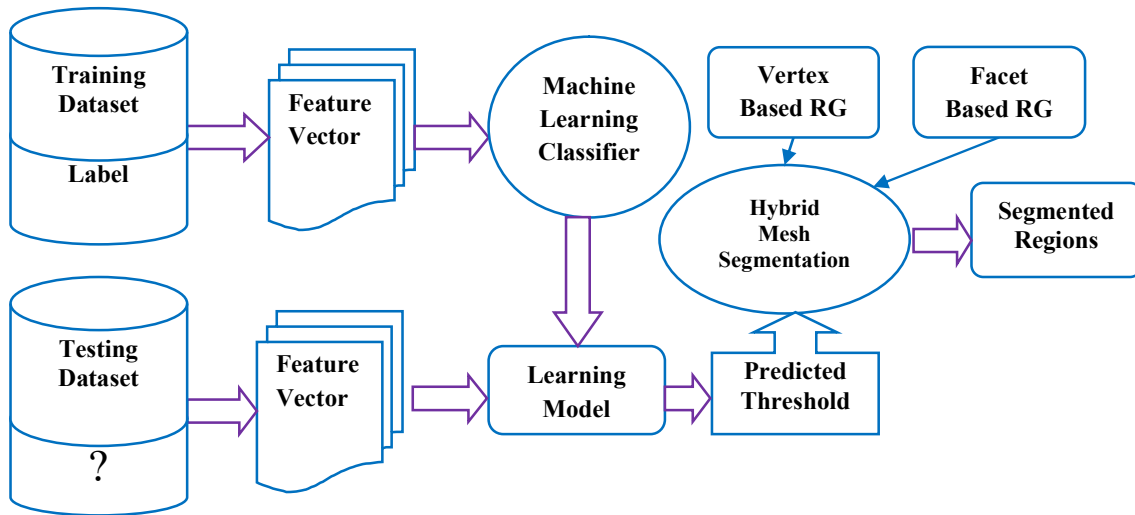 Training
Dataset
Label
Feature
Vector
Machine
Learning
Classifier
Vertex
Based RG
Facet
Based RG
Hybrid
Mesh
Segmentation
Segmented
Regions
Testing
Dataset
?
Feature
Vector
Learning
Model
Predicted
Threshold